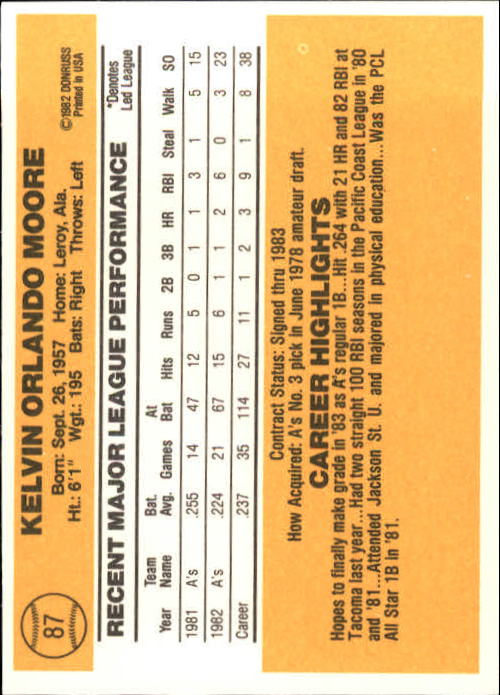 87
KELVIN ORLANDO MOORE
©1982 DONRUSS
Printed in USA
Born: Sept. 26, 1957 Home: Leroy, Ala.
Ht.: 6'1" Wgt.: 195 Bats: Right Throws: Left
RECENT MAJOR LEAGUE PERFORMANCE
*Denotes
Led League
Team Bat. At
Year Name Avg. Games Bat Hits Runs 2B 3B HR RBI Steal Walk SO
1981 A's .255 14 47 12 5 0 1 1 3 1 5 15
1982 A's .224 21 67 15 6 1 1 2 6 0 3 23
Career .237 35 114 27 11 1 2 3 9 1 8 38
Contract Status: Signed thru 1983
How Acquired: A's No. 3 pick in June 1978 amateur draft.
CAREER HIGHLIGHTS
Hopes to finally make grade in '83 as A's regular 1B...Hit .264 with 21 HR and 82 RBI at
Tacoma last year...Had two straight 100 RBI seasons in the Pacific Coast League in '80
and '81...Attended Jackson St. U. and majored in physical education...Was the PCL
All Star 1B in '81.